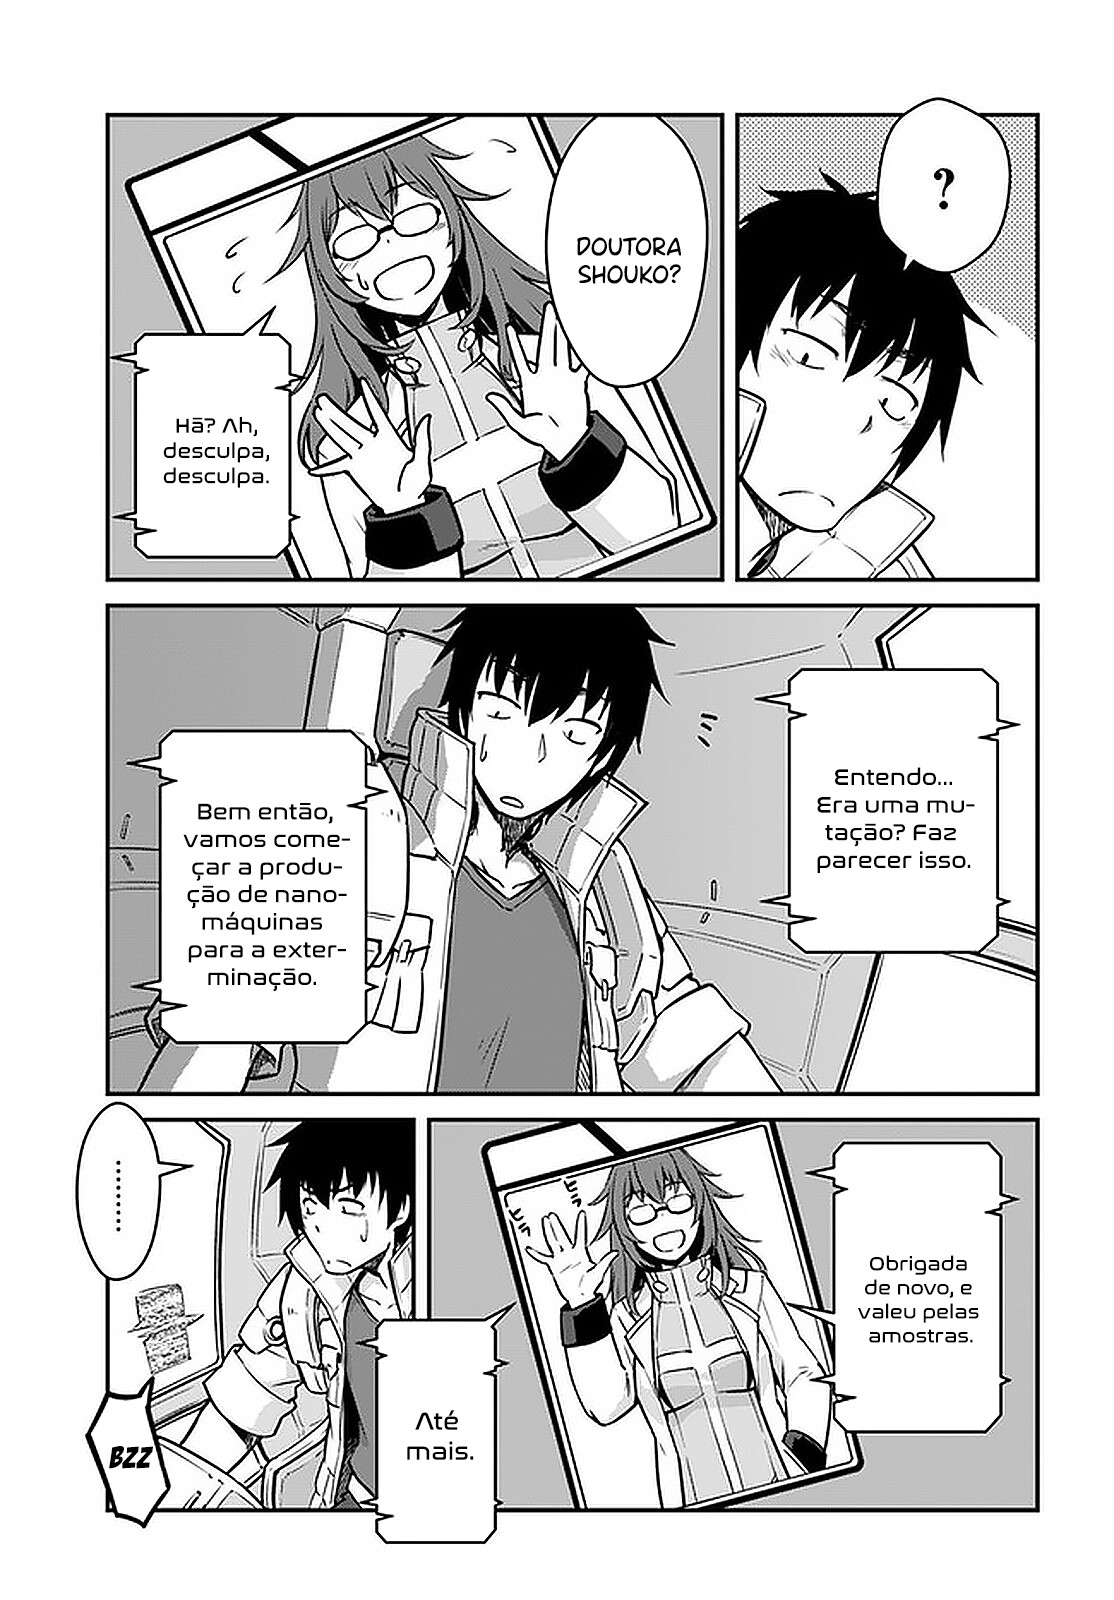 ?
DOUTORA
SHOUKO?
Hã? Ah,
desculpa,
desculpa.
Entendo...
Era uma mu-
tação? Faz
parecer isso.
Bem então,
vamos come-
çar a produ-
ção de nano-
máquinas
para a exter-
minação.
Obrigada
de novo, e
valeu pelas
amostras.
Até
mais.
.........
BZZ